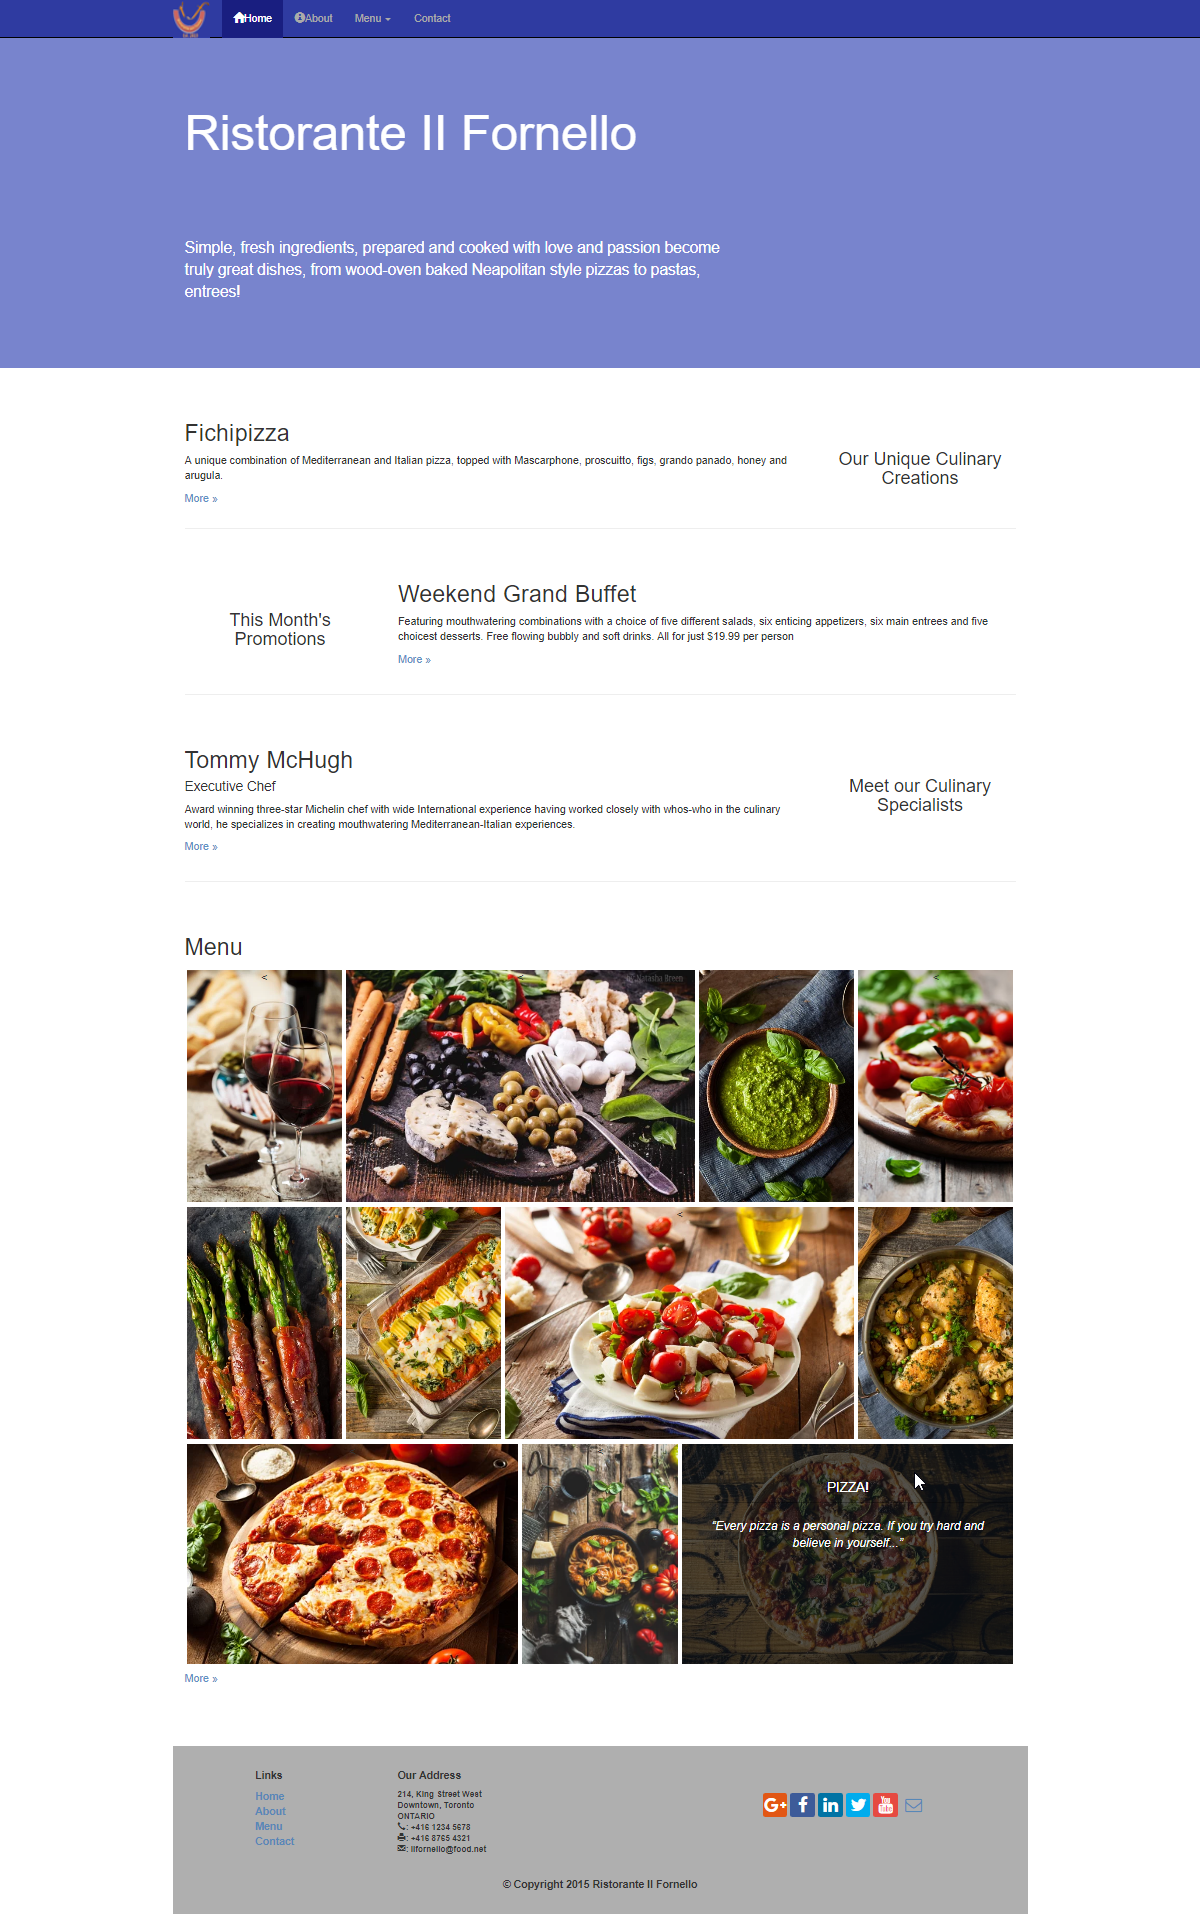 Home About Menu Contact
Ristorante Il Fornello
Simple, fresh ingredients, prepared and cooked with love and passion become
truly great dishes, from wood-oven baked Neapolitan style pizzas to pastas,
entrees!
Fichipizza
A unique combination of Mediterranean and Italian pizza, topped with Mascarphone, proscuitto, figs, grando panado, honey and
arugula.
More »
Our Unique Culinary
Creations
This Month's
Promotions
Weekend Grand Buffet
Featuring mouthwatering combinations with a choice of five different salads, six enticing appetizers, six main entrees and five
choicest desserts. Free flowing bubbly and soft drinks. All for just $19.99 per person
More »
Tommy McHugh
Executive Chef
Award winning three-star Michelin chef with wide International experience having worked closely with whos-who in the culinary
world, he specializes in creating mouthwatering Mediterranean-Italian experiences.
More »
Meet our Culinary
Specialists
Menu
< < <
by Natasha Breen
<
<
PIZZA!
“Every pizza is a personal pizza. If you try hard and
believe in yourself...”
More »
Links
Home
About
Menu
Contact
Our Address
214, King Street West
Downtown, Toronto
ONTARIO
: +416 1234 5678
: +416 8765 4321
: ilfornello@food.net
G+ f in You Tube
© Copyright 2015 Ristorante Il Fornello